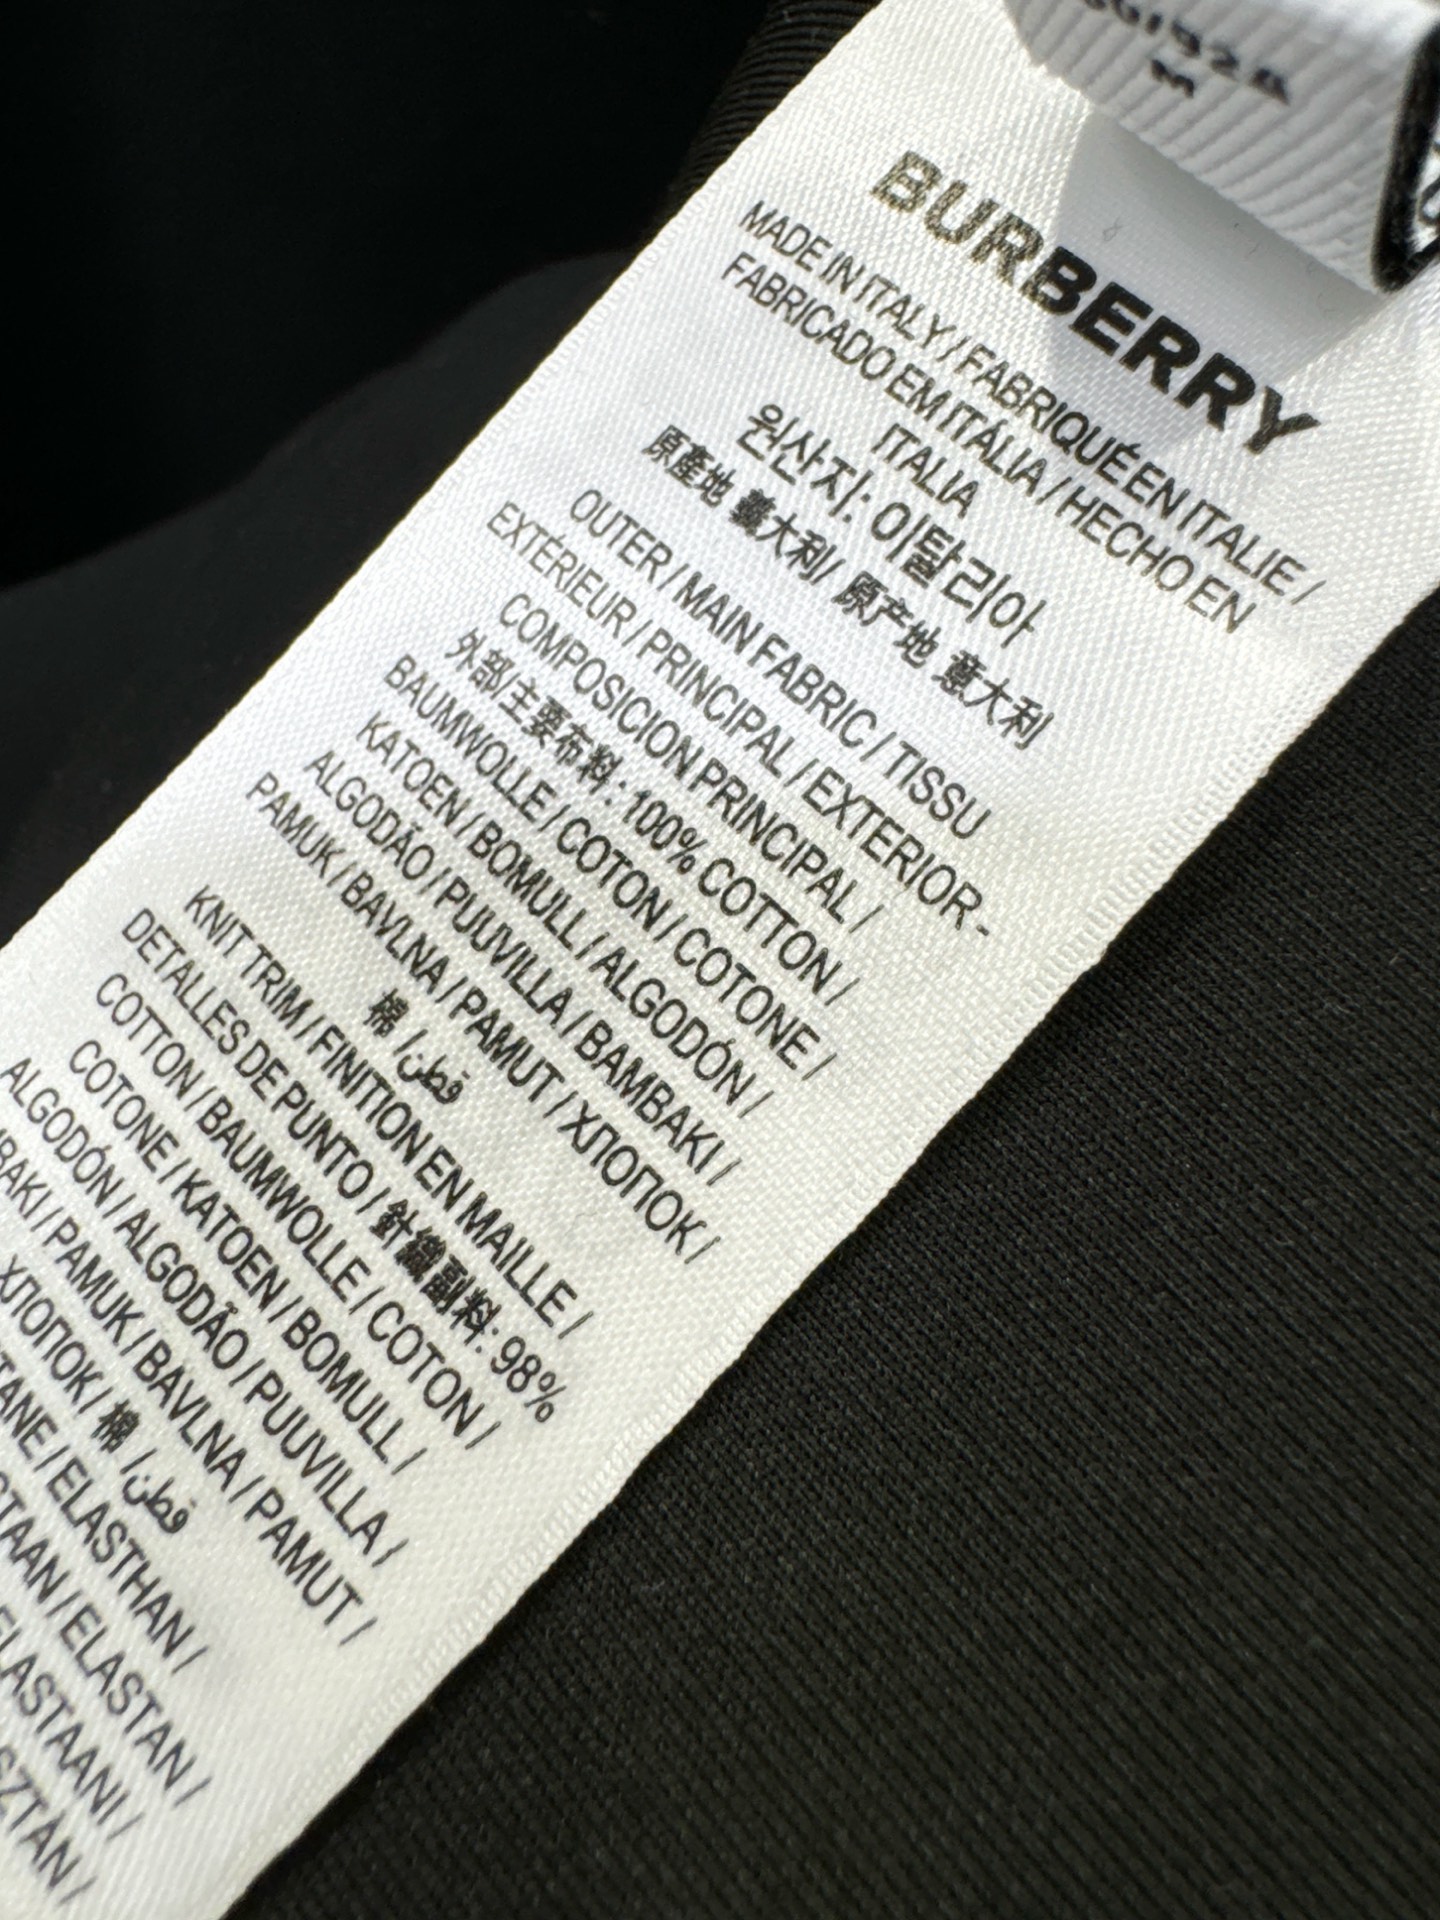 M
BURBERRY
MADE IN ITALY / FABRIQUÉ EN ITALIE /
FABRICADO EM ITÁLIA / HECHO EN
ITALIA
원산지: 이탈리아
原產地 義大利/ 原产地 意大利
OUTER / MAIN FABRIC / TISSU
EXTÉRIEUR / PRINCIPAL / EXTERIOR -
COMPOSICION PRINCIPAL /
外部/主要布料: 100% COTTON /
BAUMWOLLE / COTON / COTONE /
KATOEN / BOMULL / ALGODÓN /
ALGODÃO / PUUVILLA / BAMBAKI /
PAMUK / BAVLNA / PAMUT / ХЛОПОК /
棉 / قطن
KNIT TRIM / FINITION EN MAILLE /
DETALLES DE PUNTO / 針織副料: 98%
COTTON / BAUMWOLLE / COTON /
COTONE / KATOEN / BOMULL /
ALGODÓN / ALGODÃO / PUUVILLA /
/ PAMUK / BAVLNA / PAMUT /
ХЛОПОК / 棉 / قطن
/ ELASTHAN /
/ ELASTAN /